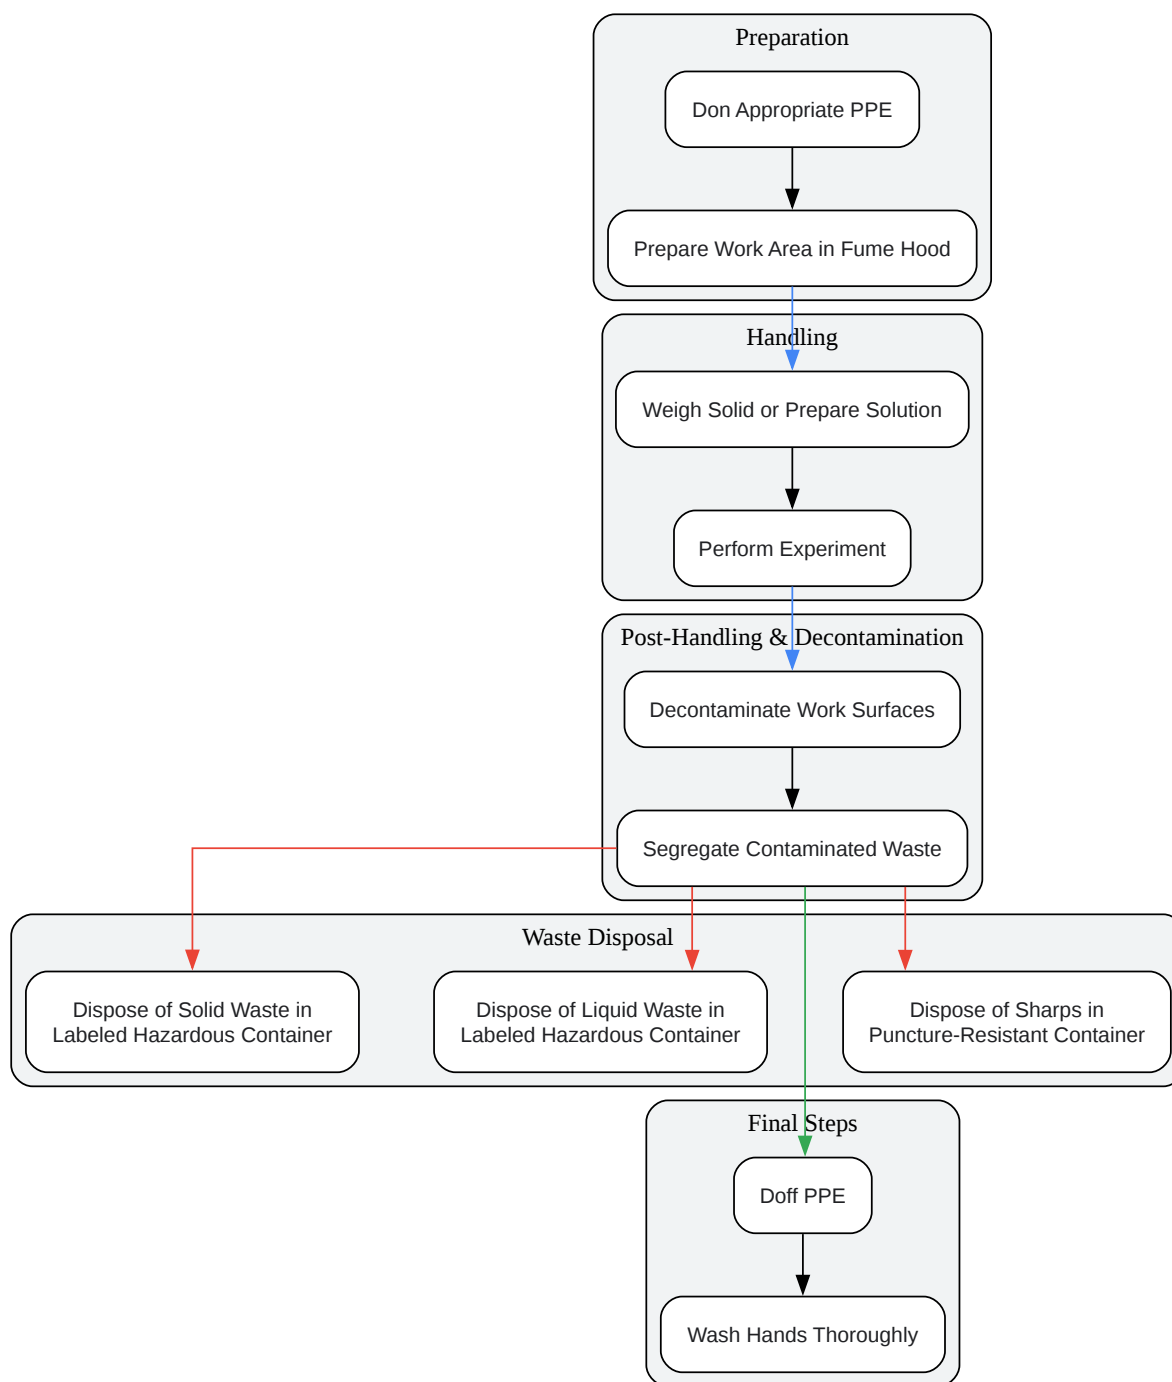 Preparation
Don Appropriate PPE
Prepare Work Area in Fume Hood
Handling
Weigh Solid or Prepare Solution
Perform Experiment
Post-Handling & Decontamination
Decontaminate Work Surfaces
Segregate Contaminated Waste
Waste Disposal
Dispose of Solid Waste in
Labeled Hazardous Container
Dispose of Liquid Waste in
Labeled Hazardous Container
Dispose of Sharps in
Puncture-Resistant Container
Final Steps
Doff PPE
Wash Hands Thoroughly